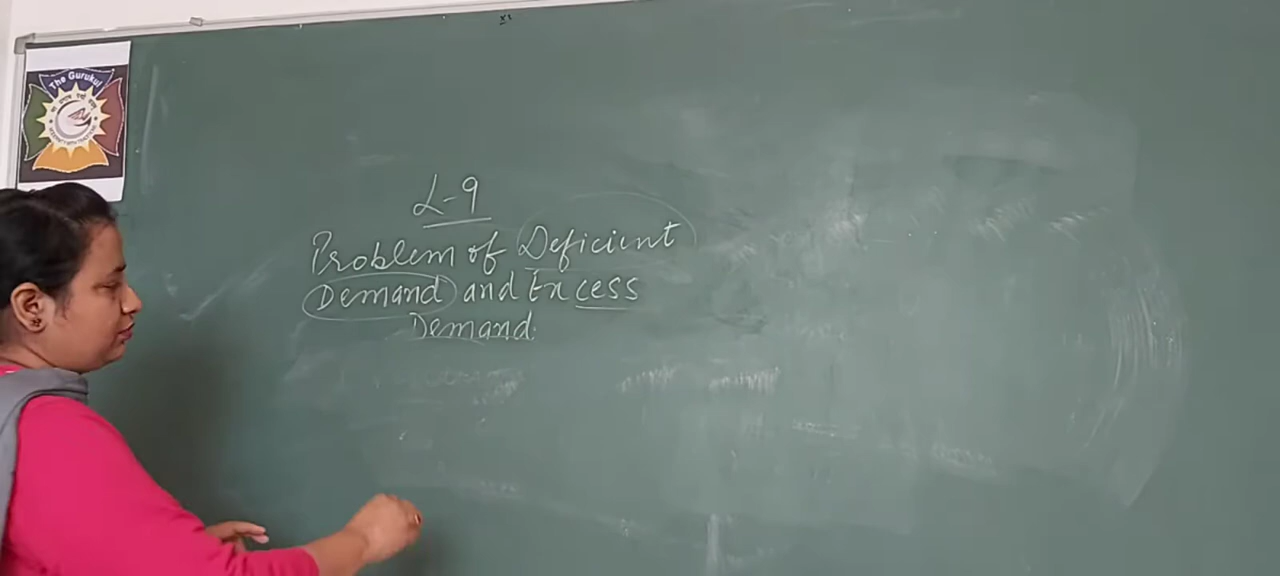 The Gurukul
L-9
Problem of Deficient
Demand and Excess
Demand.